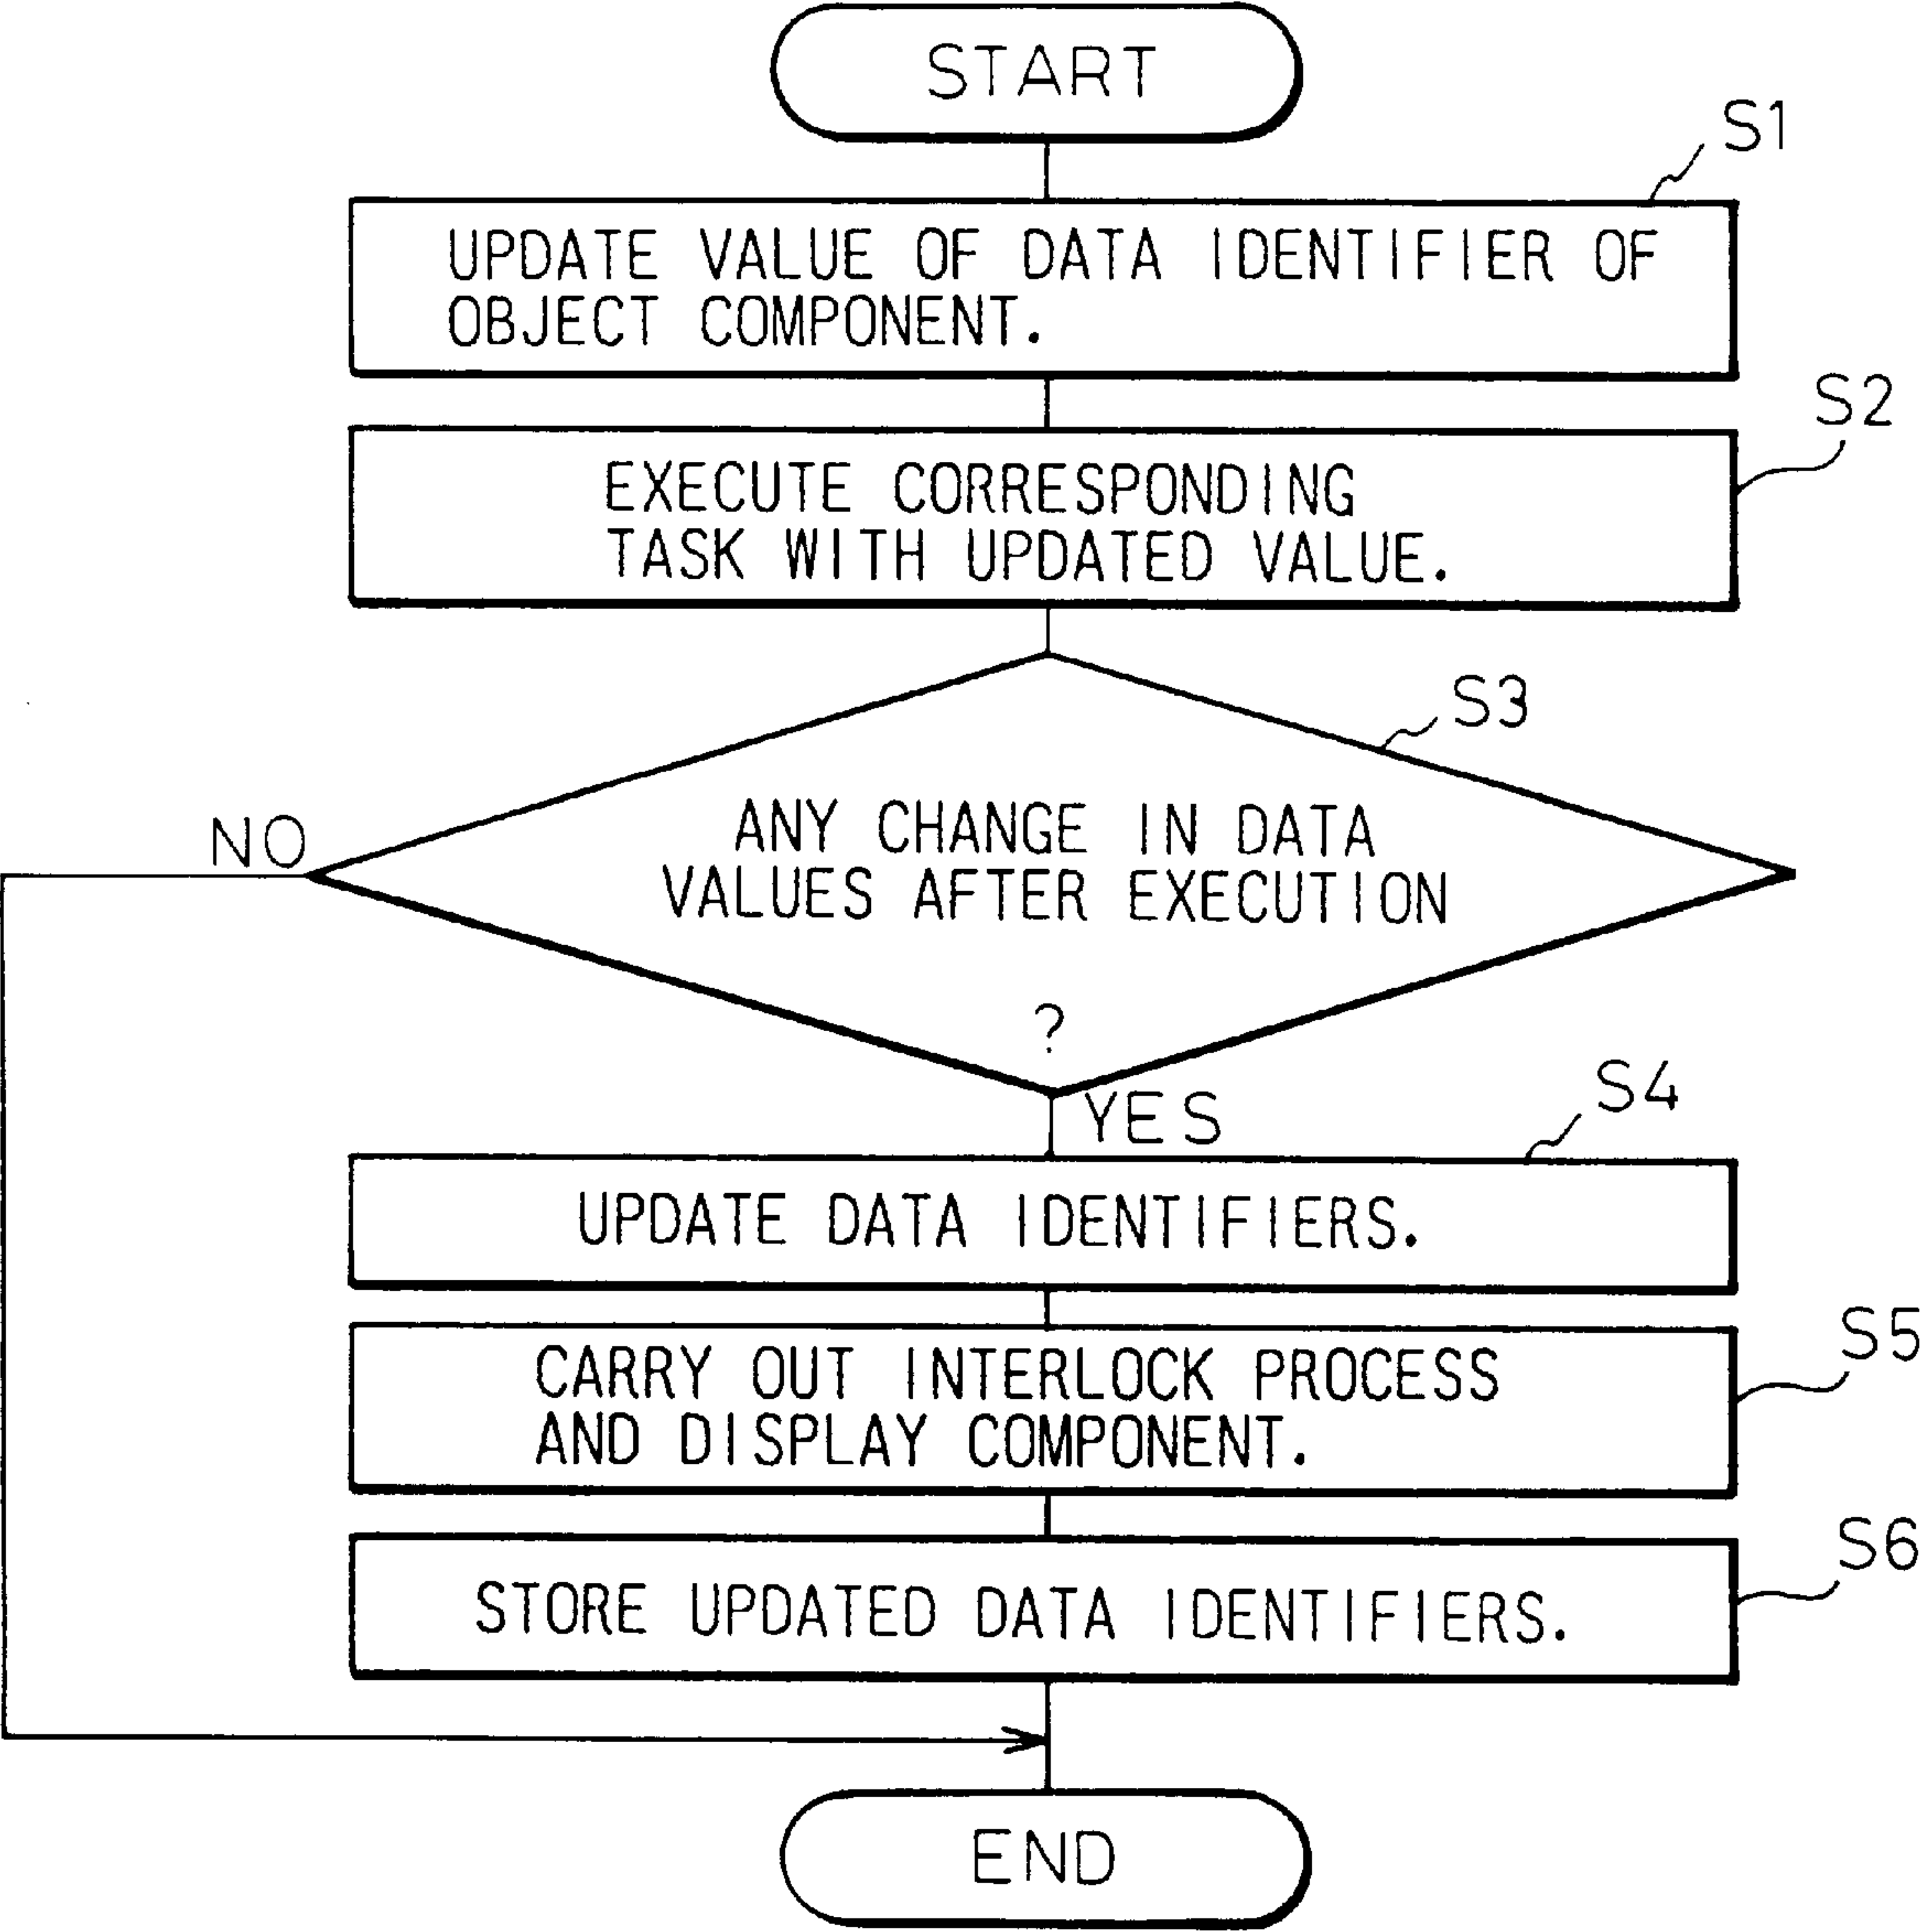 START
S1
UPDATE VALUE OF DATA IDENTIFIER OF
OBJECT COMPONENT.
S2
EXECUTE CORRESPONDING
TASK WITH UPDATED VALUE.
S3
NO
ANY CHANGE IN DATA
VALUES AFTER EXECUTION
?
YES
S4
UPDATE DATA IDENTIFIERS.
S5
CARRY OUT INTERLOCK PROCESS
AND DISPLAY COMPONENT.
S6
STORE UPDATED DATA IDENTIFIERS.
END